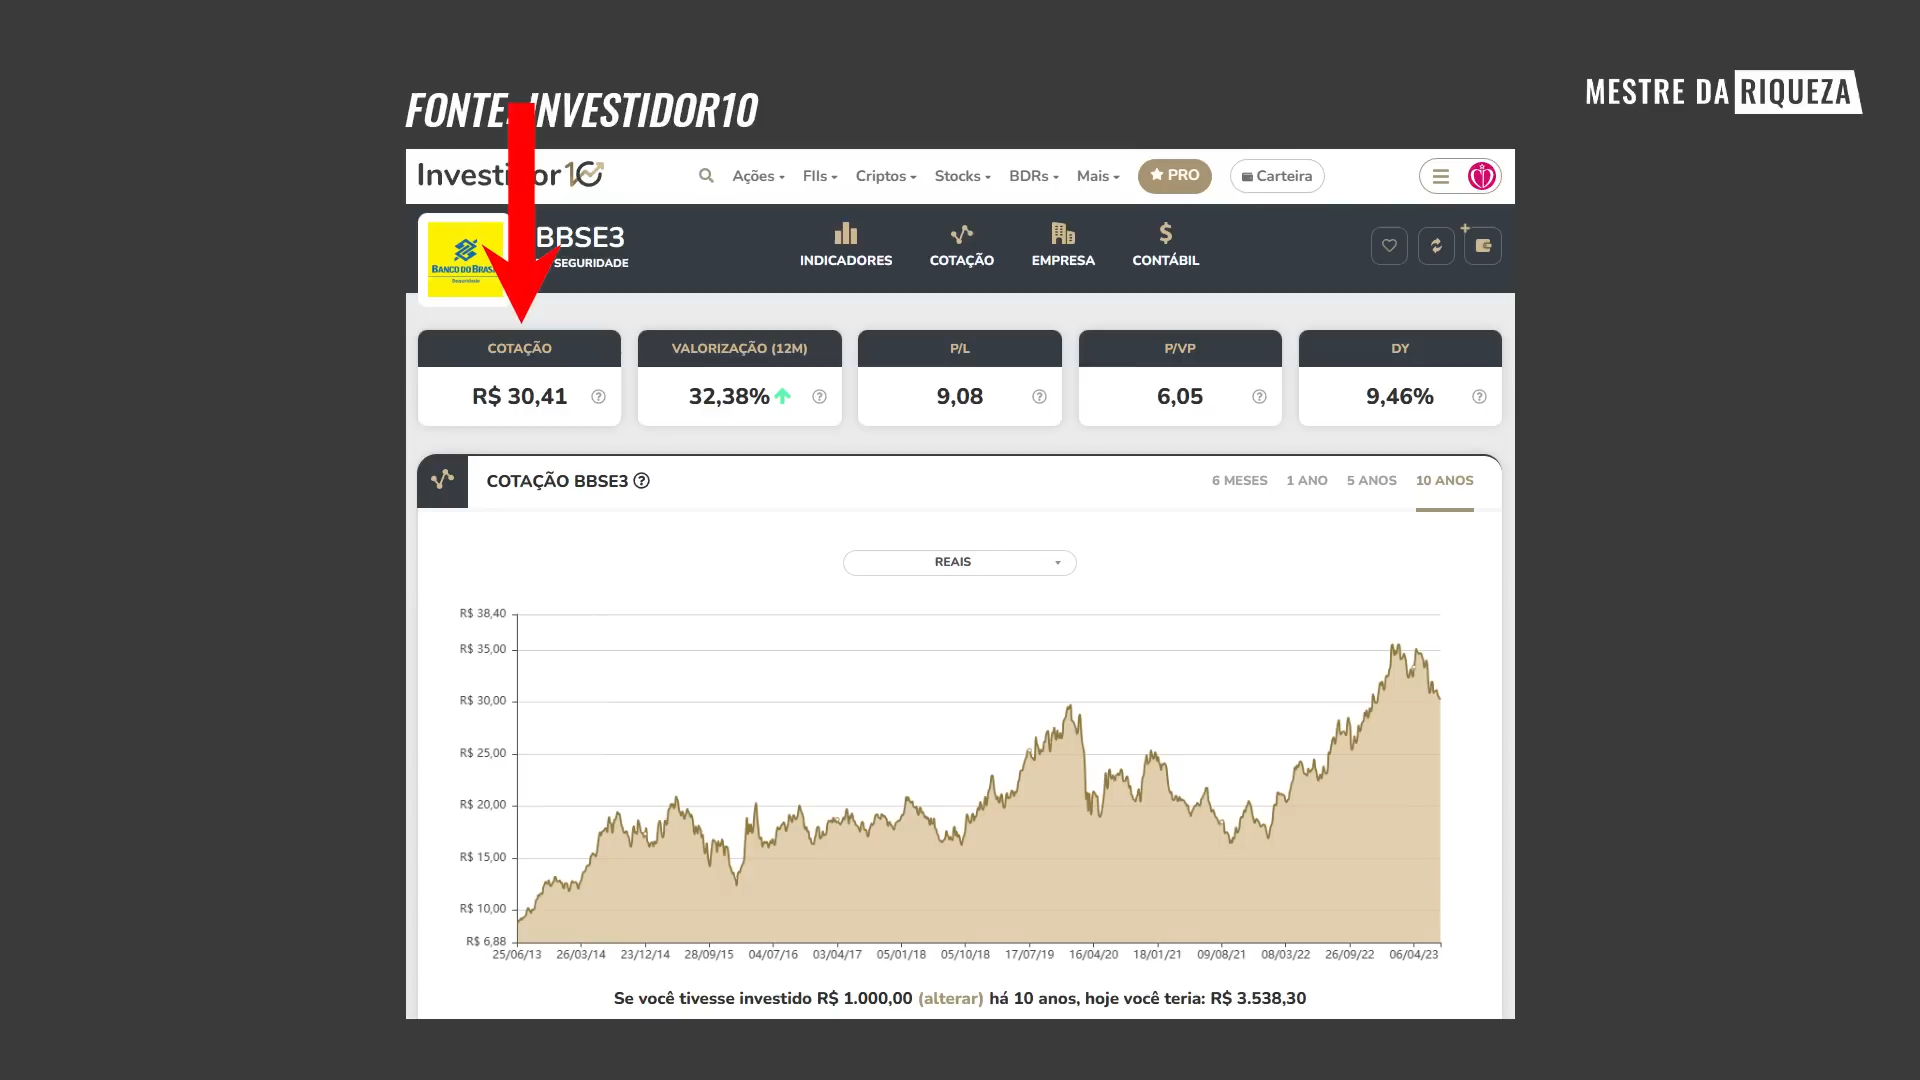 FONTE: INVESTIDOR10
MESTRE DA RIQUEZA
Ações FIIs Criptos Stocks BDRs Mais PRO Carteira
BBSE3
SEGURIDADE
BANCO DO BRASIL
Seguridade
INDICADORES COTAÇÃO EMPRESA CONTÁBIL
COTAÇÃO VALORIZAÇÃO (12M) P/L P/VP DY
R$ 30,41 32,38% 9,08 6,05 9,46%
COTAÇÃO BBSE3
6 MESES 1 ANO 5 ANOS 10 ANOS
REAIS
R$ 38,40
R$ 35,00
R$ 30,00
R$ 25,00
R$ 20,00
R$ 15,00
R$ 10,00
R$ 6,88
25/06/13 26/03/14 23/12/14 28/09/15 04/07/16 03/04/17 05/01/18 05/10/18 17/07/19 16/04/20 18/01/21 09/08/21 08/03/22 26/09/22 06/04/23
Se você tivesse investido R$ 1.000,00 (alterar) há 10 anos, hoje você teria: R$ 3.538,30